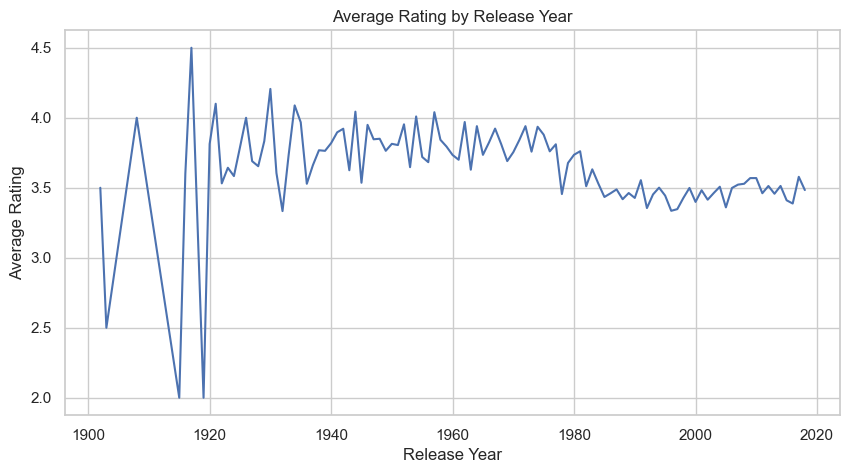 Average Rating by Release Year
4.5
4.0
3.5
3.0
2.5
2.0
Average Rating
1900 1920 1940 1960 1980 2000 2020
Release Year